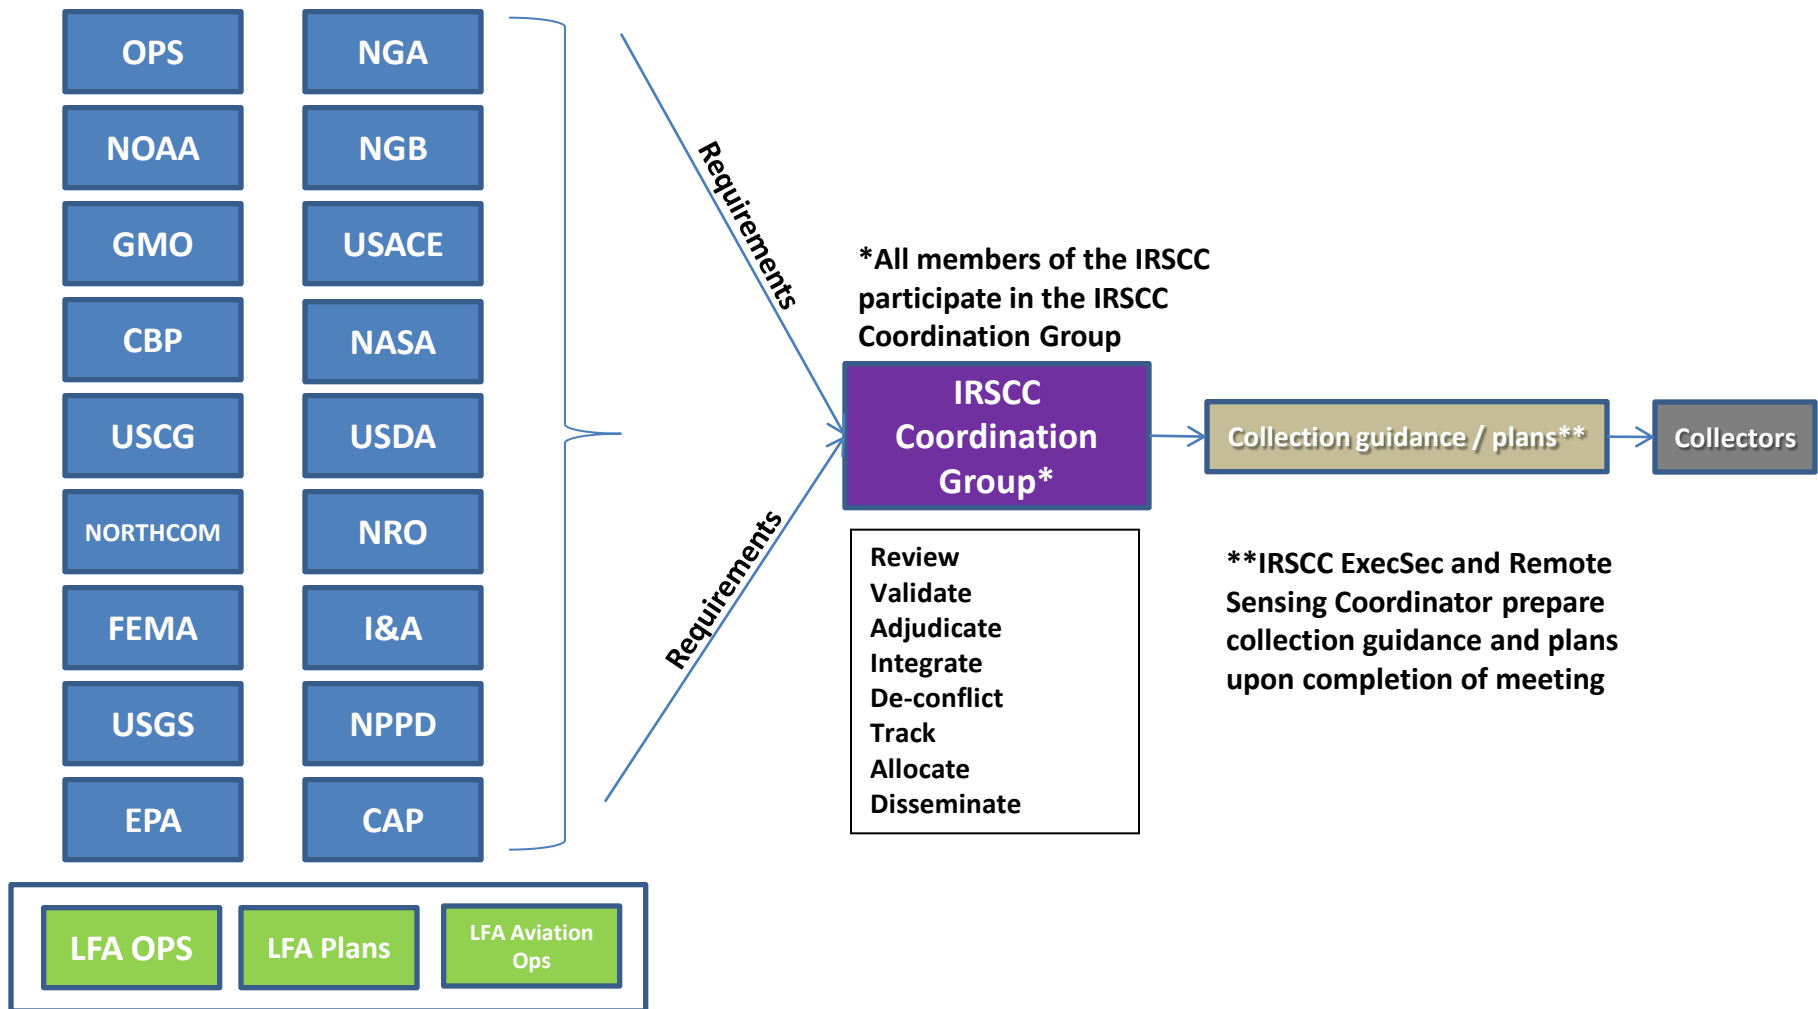 OPS
NGA
NOAA
NGB
GMO
USACE
CBP
NASA
USCG
USDA
NORTHCOM
NRO
FEMA
I&A
USGS
NPPD
EPA
CAP
LFA OPS
LFA Plans
LFA Aviation
Ops
Requirements
Requirements
*All members of the IRSCC
participate in the IRSCC
Coordination Group
IRSCC
Coordination
Group*
Review
Validate
Adjudicate
Integrate
De-conflict
Track
Allocate
Disseminate
Collection guidance / plans**
Collectors
**IRSCC ExecSec and Remote
Sensing Coordinator prepare
collection guidance and plans
upon completion of meeting